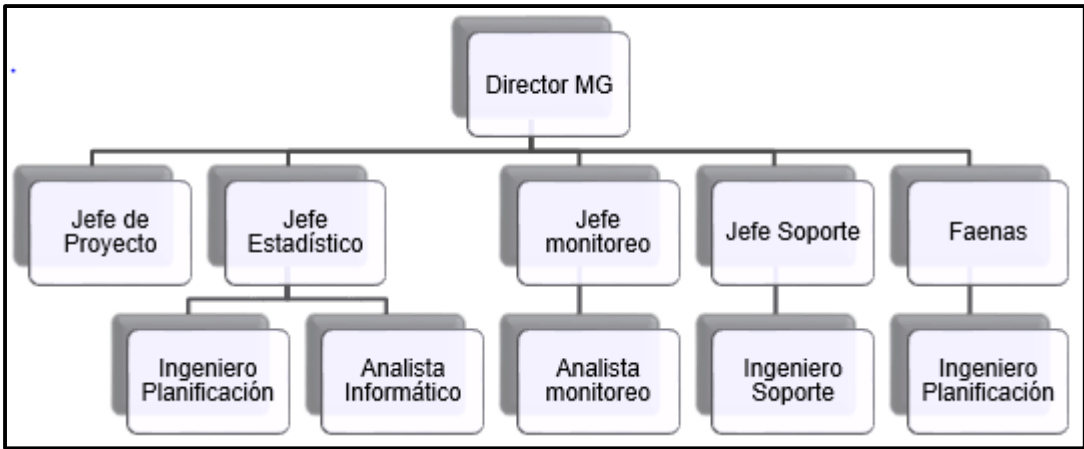 Director MG
Jefe de
Proyecto
Jefe
Estadístico
Jefe
monitoreo
Jefe Soporte
Faenas
Ingeniero
Planificación
Analista
Informático
Analista
monitoreo
Ingeniero
Soporte
Ingeniero
Planificación